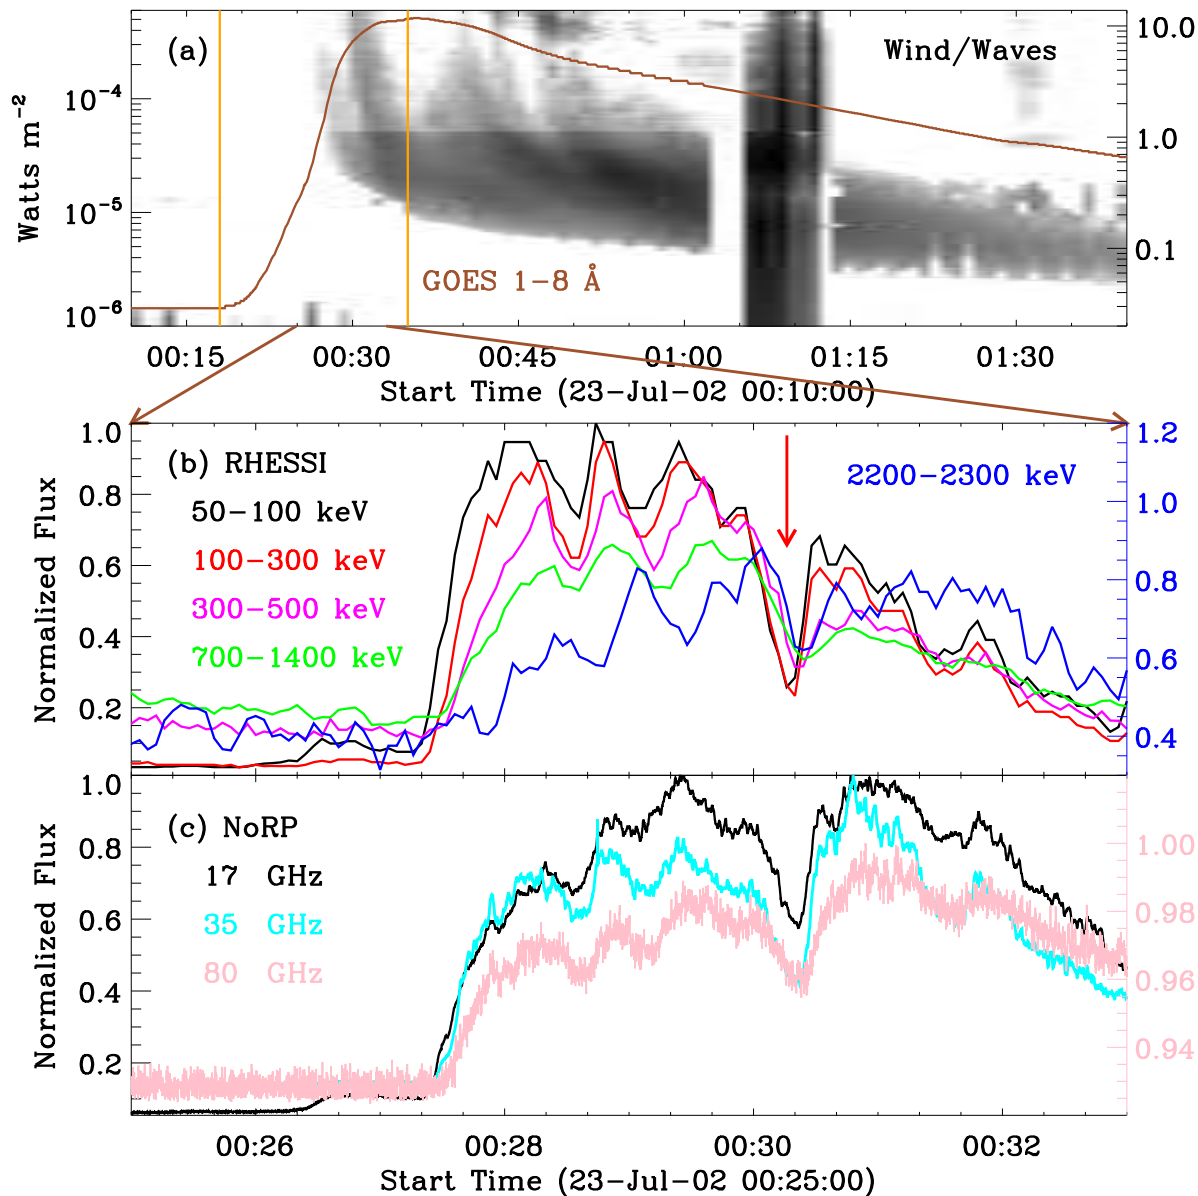 (a)
Wind/Waves
Watts m⁻²
10⁻⁴
10⁻⁵
10⁻⁶
10.0
1.0
0.1
GOES 1−8 Å
00:15 00:30 00:45 01:00 01:15 01:30
Start Time (23−Jul−02 00:10:00)
(b) RHESSI
50−100 keV
100−300 keV
300−500 keV
700−1400 keV
2200−2300 keV
Normalized Flux
1.0
0.8
0.6
0.4
0.2
1.2
1.0
0.8
0.6
0.4
(c) NoRP
17 GHz
35 GHz
80 GHz
Normalized Flux
1.0
0.8
0.6
0.4
0.2
1.00
0.98
0.96
0.94
00:26 00:28 00:30 00:32
Start Time (23−Jul−02 00:25:00)